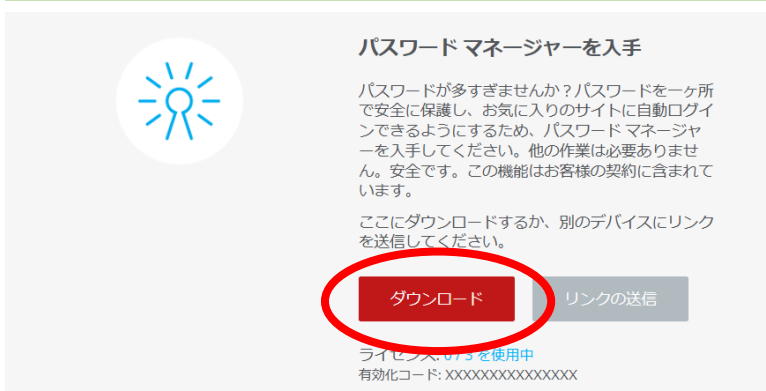 パスワード マネージャーを入手
パスワードが多すぎませんか？パスワードを一ヶ所
で安全に保護し、お気に入りのサイトに自動ログイ
ンできるようにするため、パスワード マネージャ
ーを入手してください。他の作業は必要ありませ
ん。安全です。この機能はお客様の契約に含まれて
います。
ここにダウンロードするか、別のデバイスにリンク
を送信してください。
ダウンロード
リンクの送信
ライセンス: 0 / 5 を使用中
有効化コード: XXXXXXXXXXXXXXX